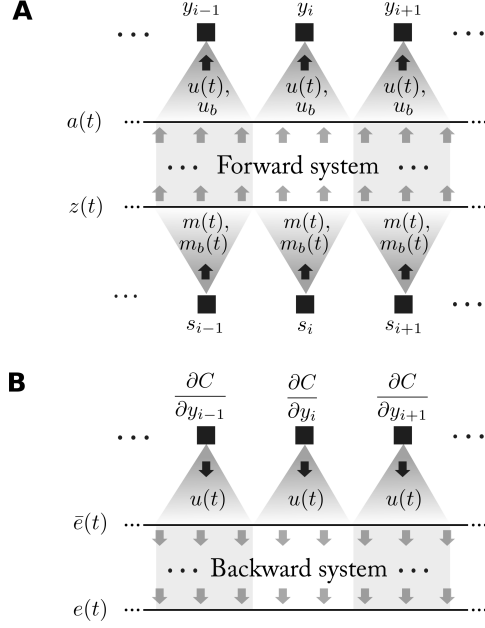 A
y_{i−1} y_i y_{i+1}
... ...
u(t), u(t), u(t),
u_b u_b u_b
a(t) ... ...
... Forward system ...
z(t) ... ...
m(t), m(t), m(t),
m_b(t) m_b(t) m_b(t)
... ...
s_{i−1} s_i s_{i+1}
B
∂C/∂y_{i−1} ∂C/∂y_i ∂C/∂y_{i+1}
... ...
u(t) u(t) u(t)
ē(t) ... ...
... Backward system ...
e(t) ... ...